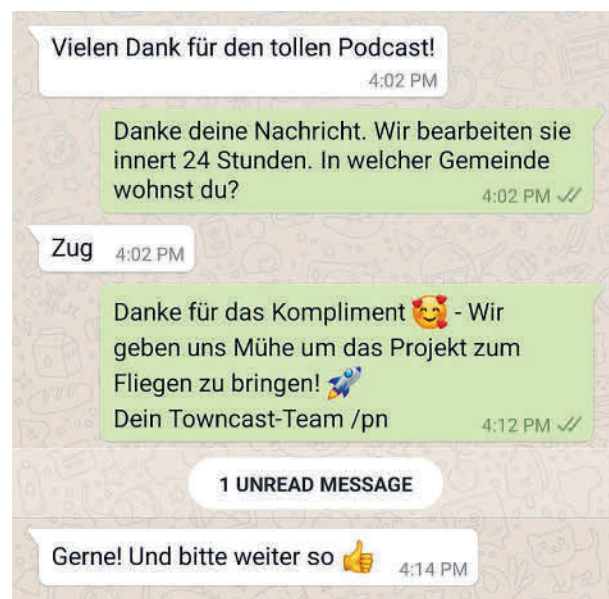 Vielen Dank für den tollen Podcast!
4:02 PM
Danke deine Nachricht. Wir bearbeiten sie
innert 24 Stunden. In welcher Gemeinde
wohnst du?
4:02 PM
Zug 4:02 PM
Danke für das Kompliment 🥰 - Wir
geben uns Mühe um das Projekt zum
Fliegen zu bringen! 🚀
Dein Towncast-Team /pn
4:12 PM
1 UNREAD MESSAGE
Gerne! Und bitte weiter so 👍 4:14 PM